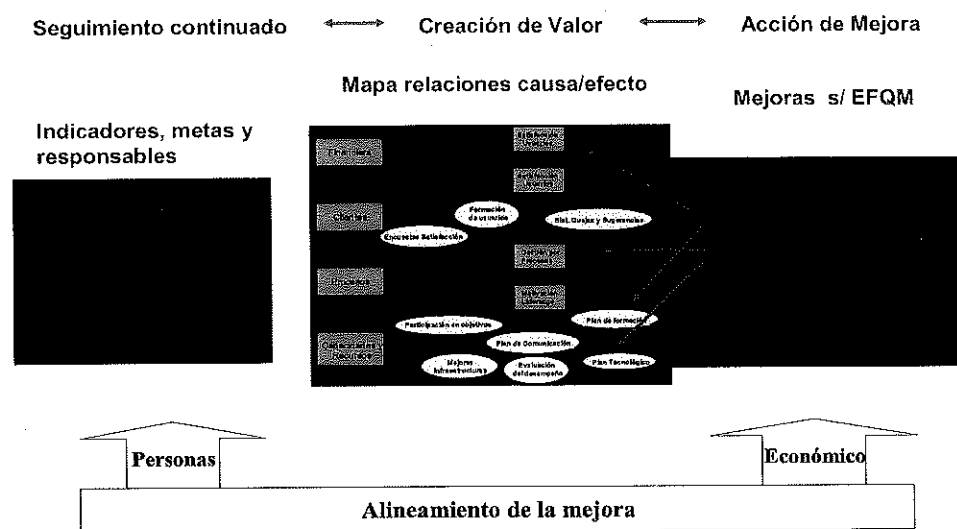 Seguimiento continuado
Creación de Valor
Acción de Mejora
Mapa relaciones causa/efecto
Mejoras s/ EFQM
Indicadores, metas y
responsables
Formación
de usuarios
Encuestas Satisfacción
Sist. Quejas y Sugerencias
Participación en objetivos
Plan de formación
Plan de Comunicación
Mejores
Infraestructuras
Evaluación
del desempeño
Plan Tecnológico
Personas
Económico
Alineamiento de la mejora